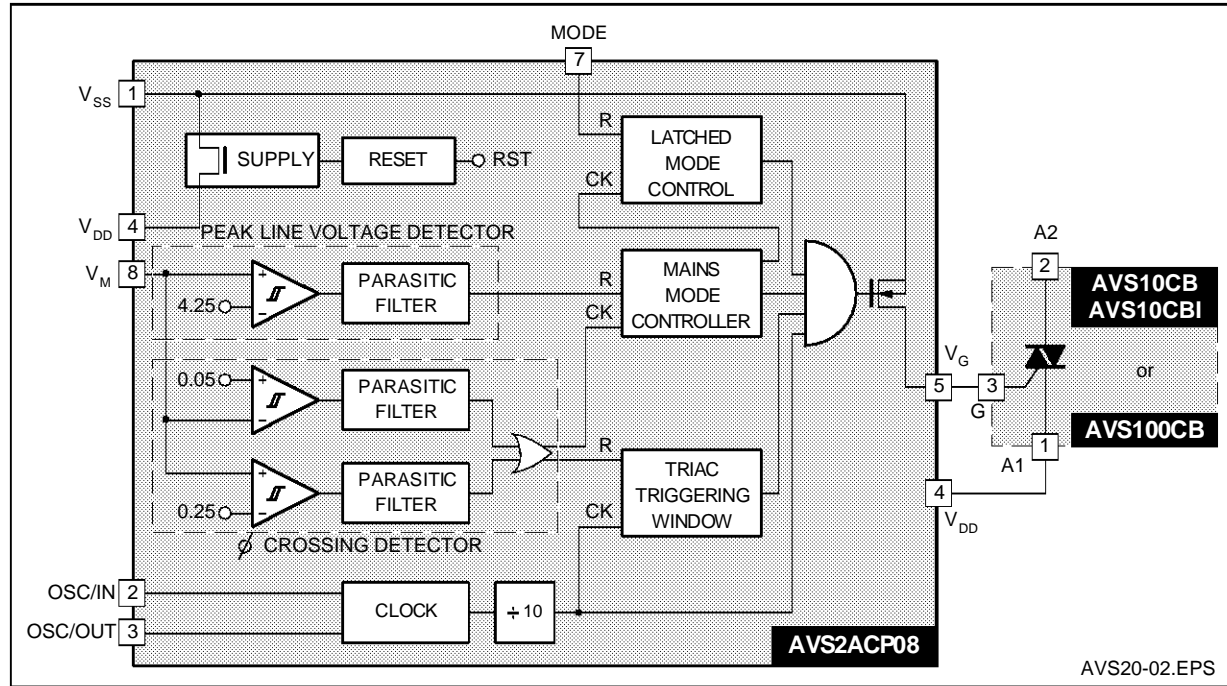 MODE
7
VSS
1
R
LATCHED
MODE
CONTROL
SUPPLY
RESET
RST
CK
VDD
4
PEAK LINE VOLTAGE DETECTOR
VM
8
+
4.25
–
PARASITIC
FILTER
R
MAINS
MODE
CONTROLLER
CK
A2
2
AVS10CB
AVS10CBI
or
AVS100CB
VG
5
3
G
1
A1
4
VDD
0.05
+
–
PARASITIC
FILTER
+
0.25
–
PARASITIC
FILTER
R
TRIAC
TRIGGERING
WINDOW
CK
Ø CROSSING DETECTOR
OSC/IN
2
CLOCK
÷ 10
OSC/OUT
3
AVS2ACP08
AVS20-02.EPS